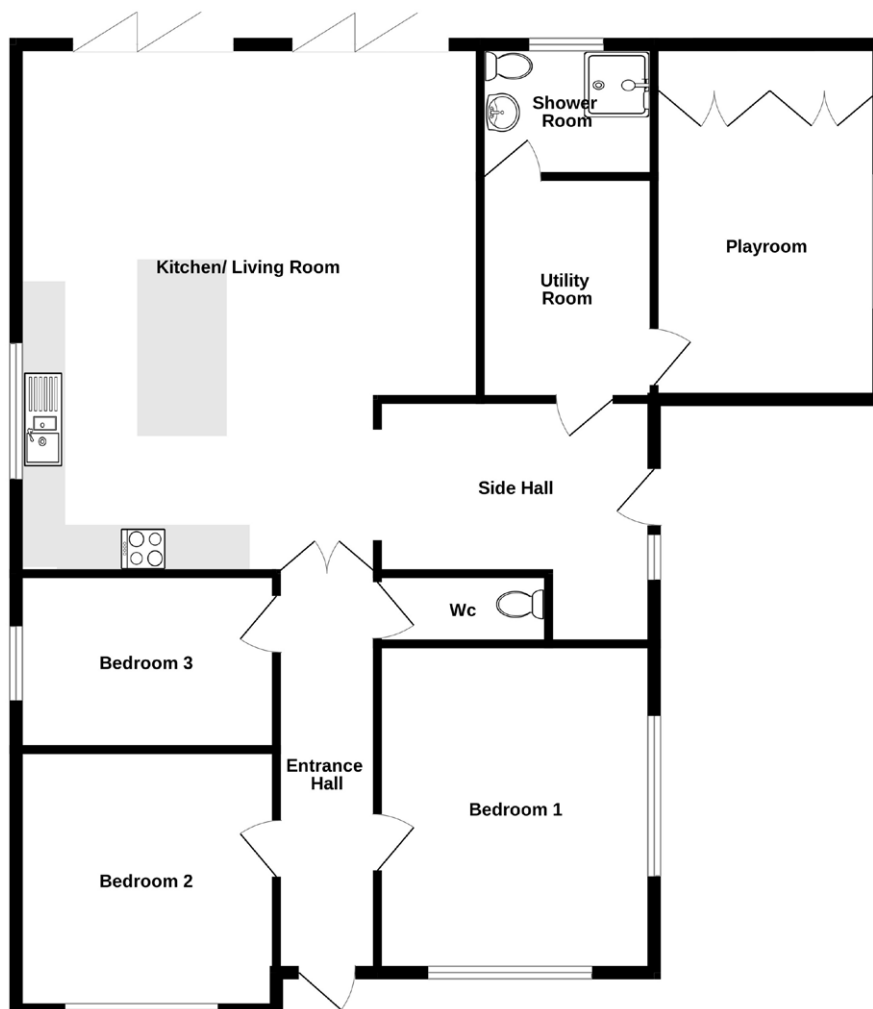 Shower
Room
Kitchen/ Living Room
Playroom
Utility
Room
Side Hall
Wc
Bedroom 3
Entrance
Hall
Bedroom 1
Bedroom 2